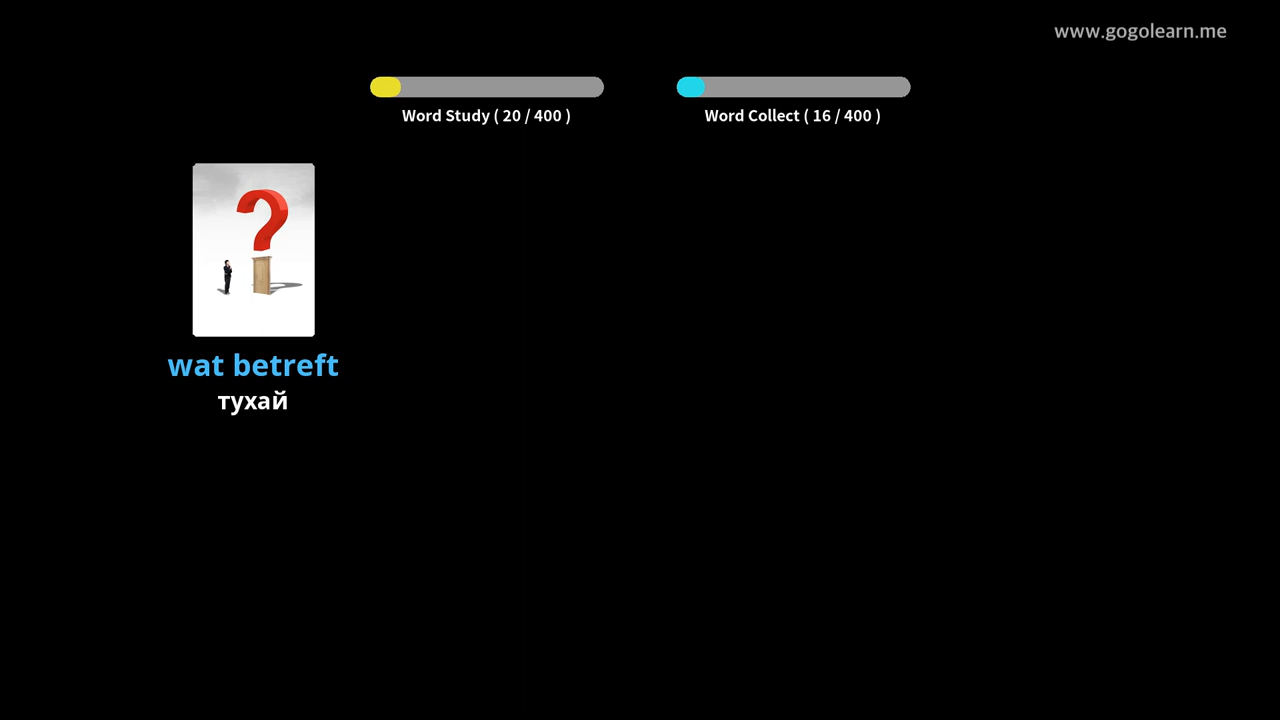 www.gogolearn.me
Word Study ( 20 / 400 )
Word Collect ( 16 / 400 )
wat betreft
тухай